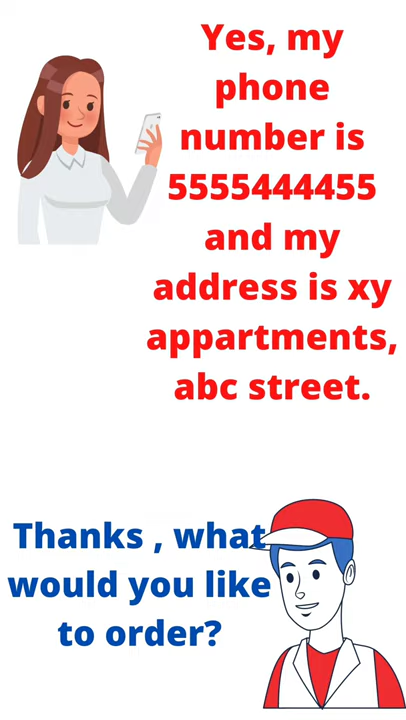 Yes, my
phone
number is
5555444455
and my
address is xy
appartments,
abc street.
Thanks , what
would you like
to order?